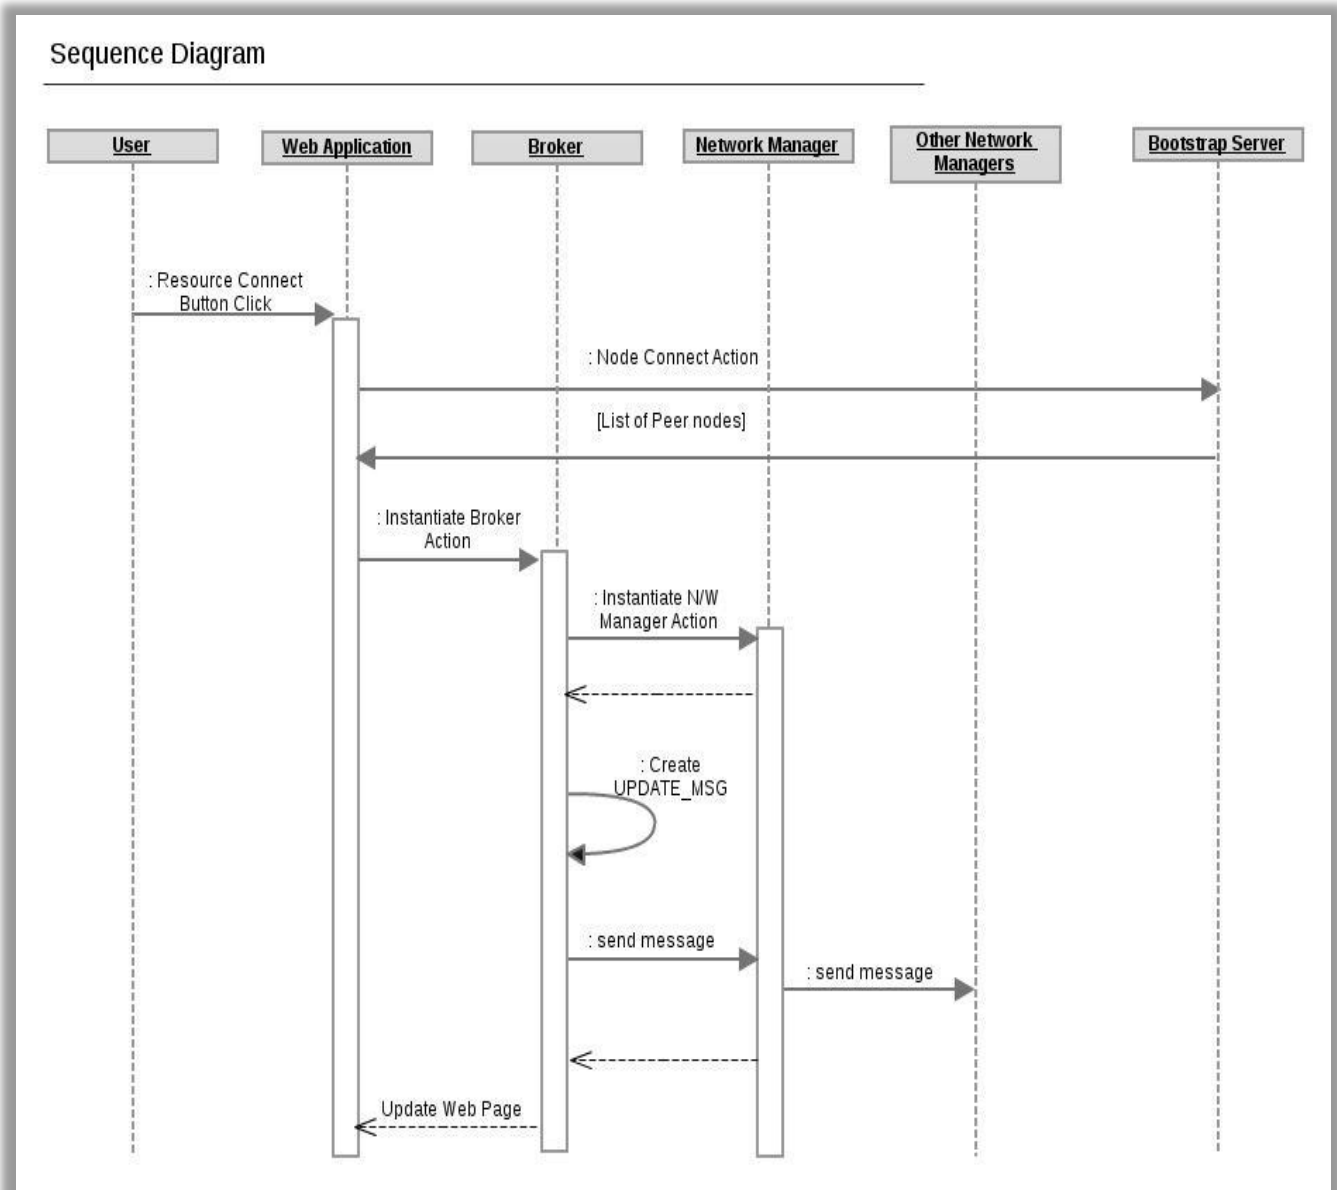 Sequence Diagram
User
Web Application
Broker
Network Manager
Other Network
Managers
Bootstrap Server
: Resource Connect
Button Click
: Node Connect Action
[List of Peer nodes]
: Instantiate Broker
Action
: Instantiate N/W
Manager Action
: Create
UPDATE_MSG
: send message
: send message
Update Web Page